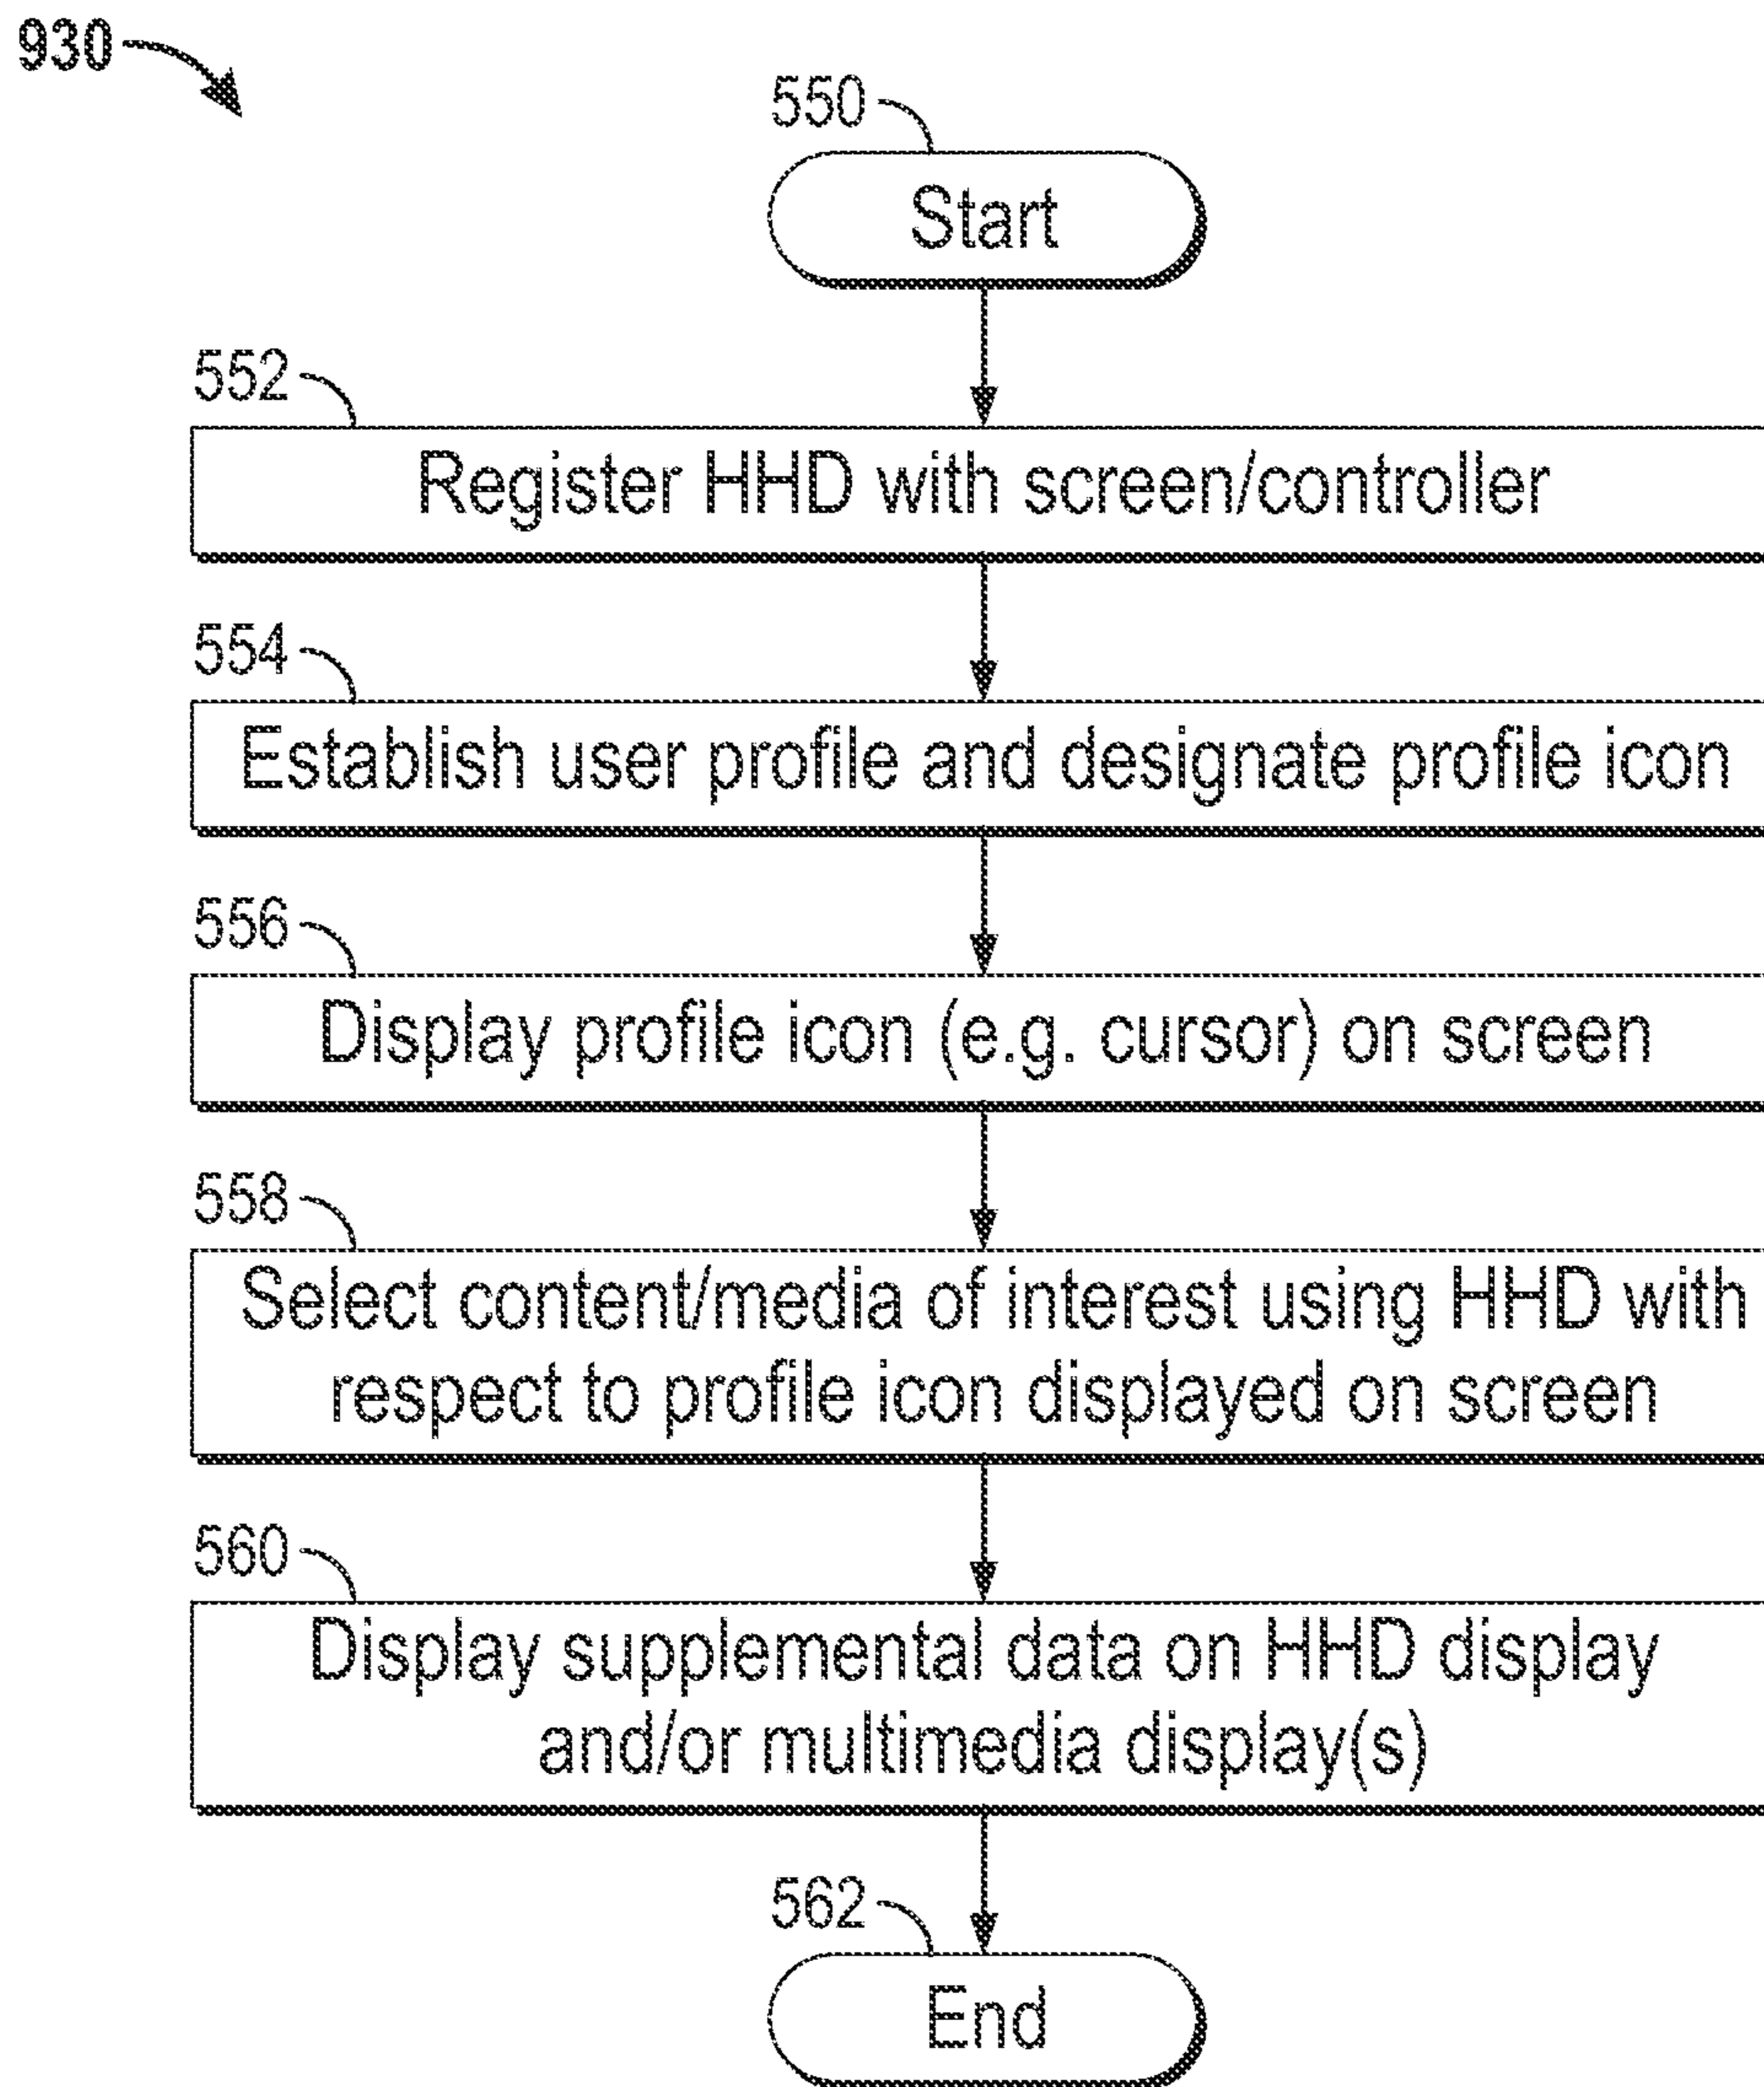 930
550
Start
552
Register HHD with screen/controller
554
Establish user profile and designate profile icon
556
Display profile icon (e.g. cursor) on screen
558
Select content/media of interest using HHD with
respect to profile icon displayed on screen
560
Display supplemental data on HHD display
and/or multimedia display(s)
562
End